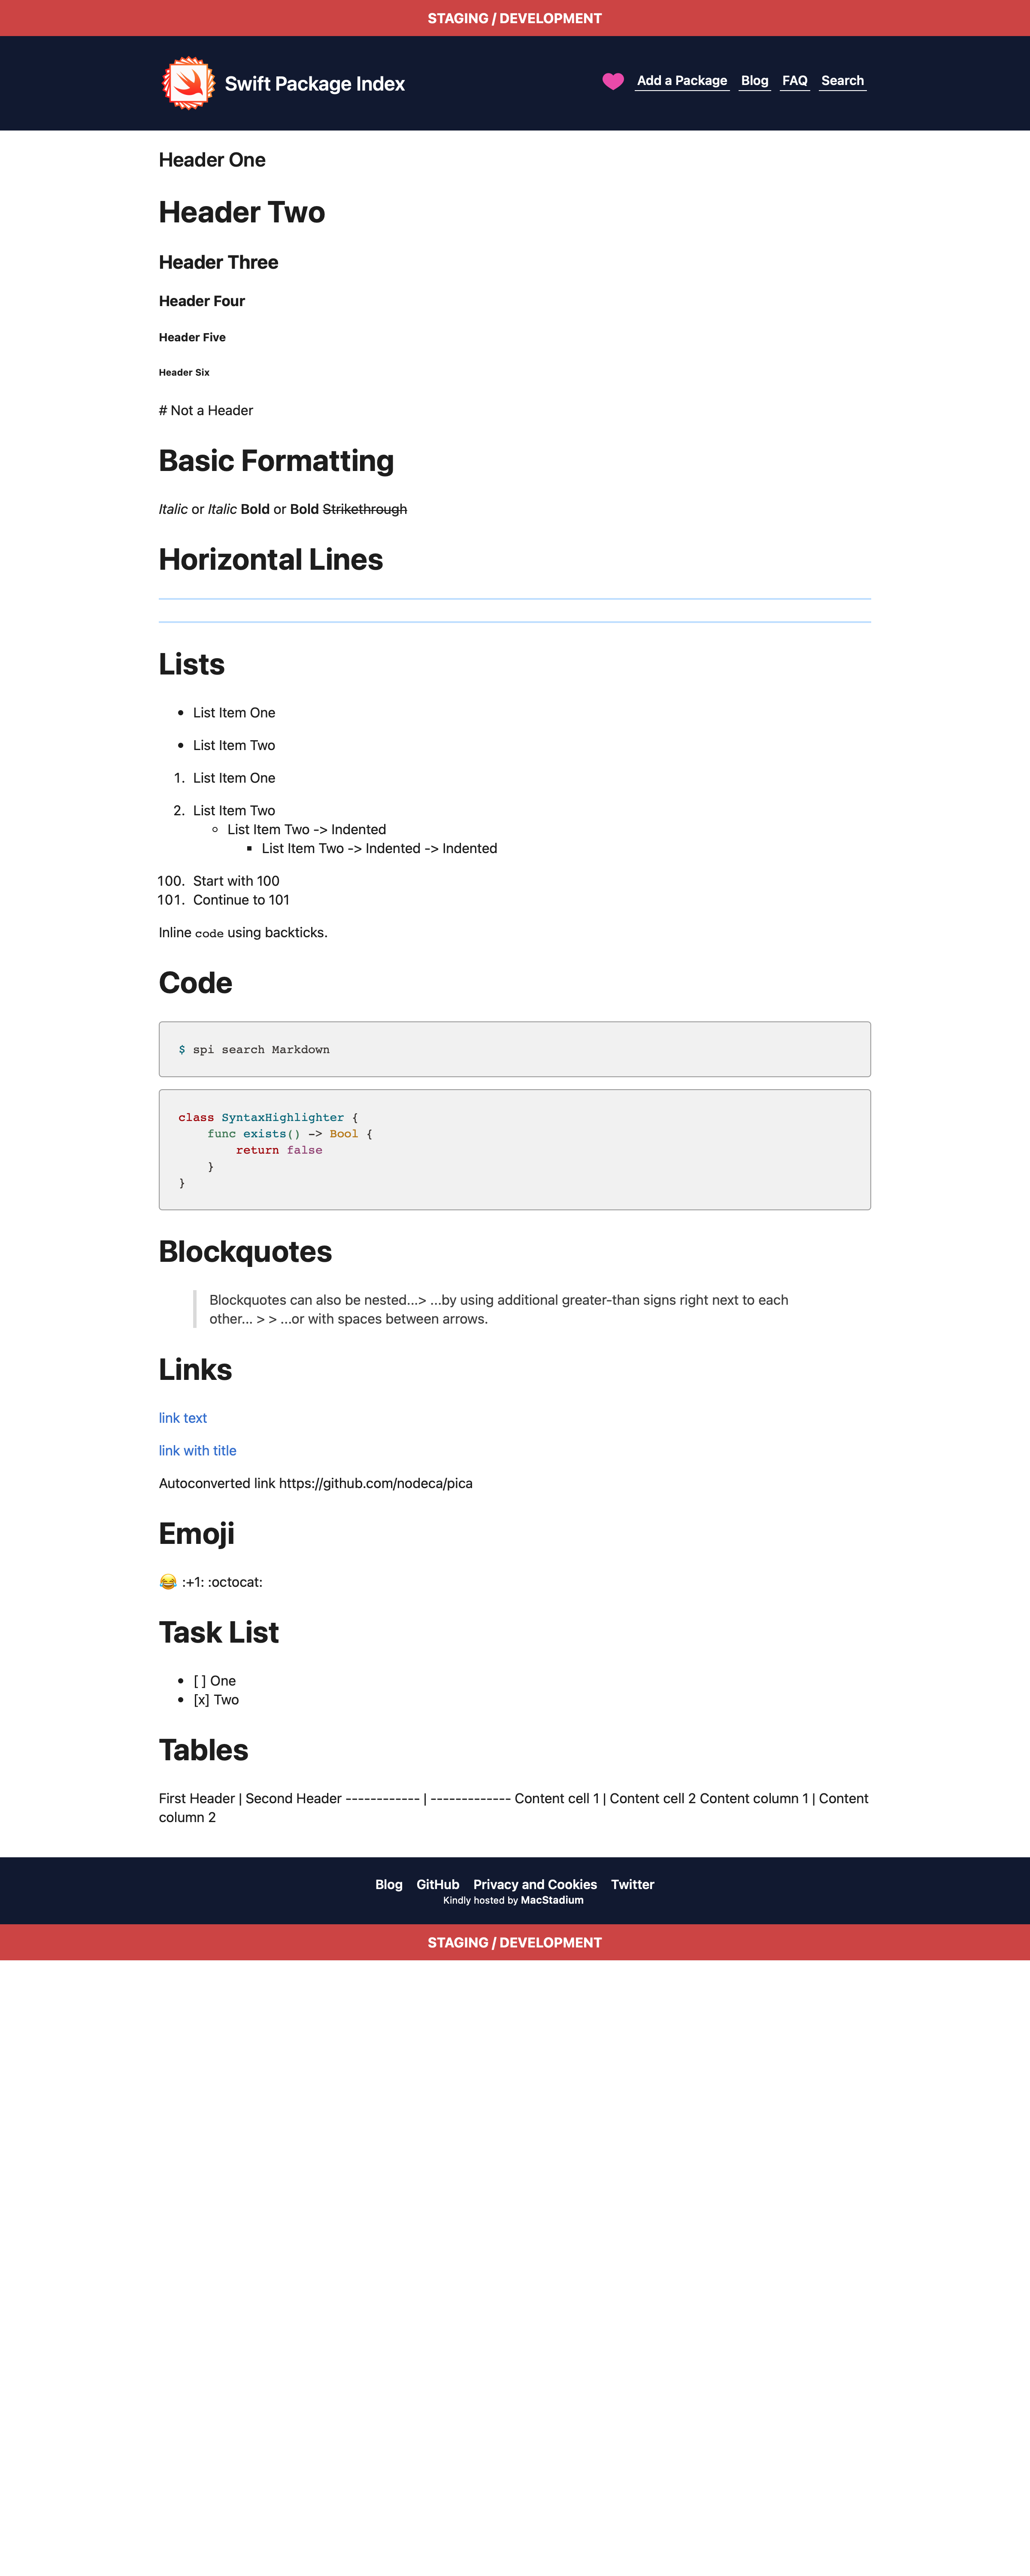 STAGING / DEVELOPMENT
Swift Package Index
Add a Package Blog FAQ Search
Header One
Header Two
Header Three
Header Four
Header Five
Header Six
# Not a Header
Basic Formatting
Italic or Italic Bold or Bold Strikethrough
Horizontal Lines
Lists
• List Item One
• List Item Two
1. List Item One
2. List Item Two
◦ List Item Two -> Indented
▪ List Item Two -> Indented -> Indented
100. Start with 100
101. Continue to 101
Inline code using backticks.
Code
$ spi search Markdown
class SyntaxHighlighter {
    func exists() -> Bool {
        return false
    }
}
Blockquotes
Blockquotes can also be nested...> ...by using additional greater-than signs right next to each
other... > > ...or with spaces between arrows.
Links
link text
link with title
Autoconverted link https://github.com/nodeca/pica
Emoji
😂 :+1: :octocat:
Task List
• [ ] One
• [x] Two
Tables
First Header | Second Header ------------ | ------------- Content cell 1 | Content cell 2 Content column 1 | Content
column 2
Blog GitHub Privacy and Cookies Twitter
Kindly hosted by MacStadium
STAGING / DEVELOPMENT